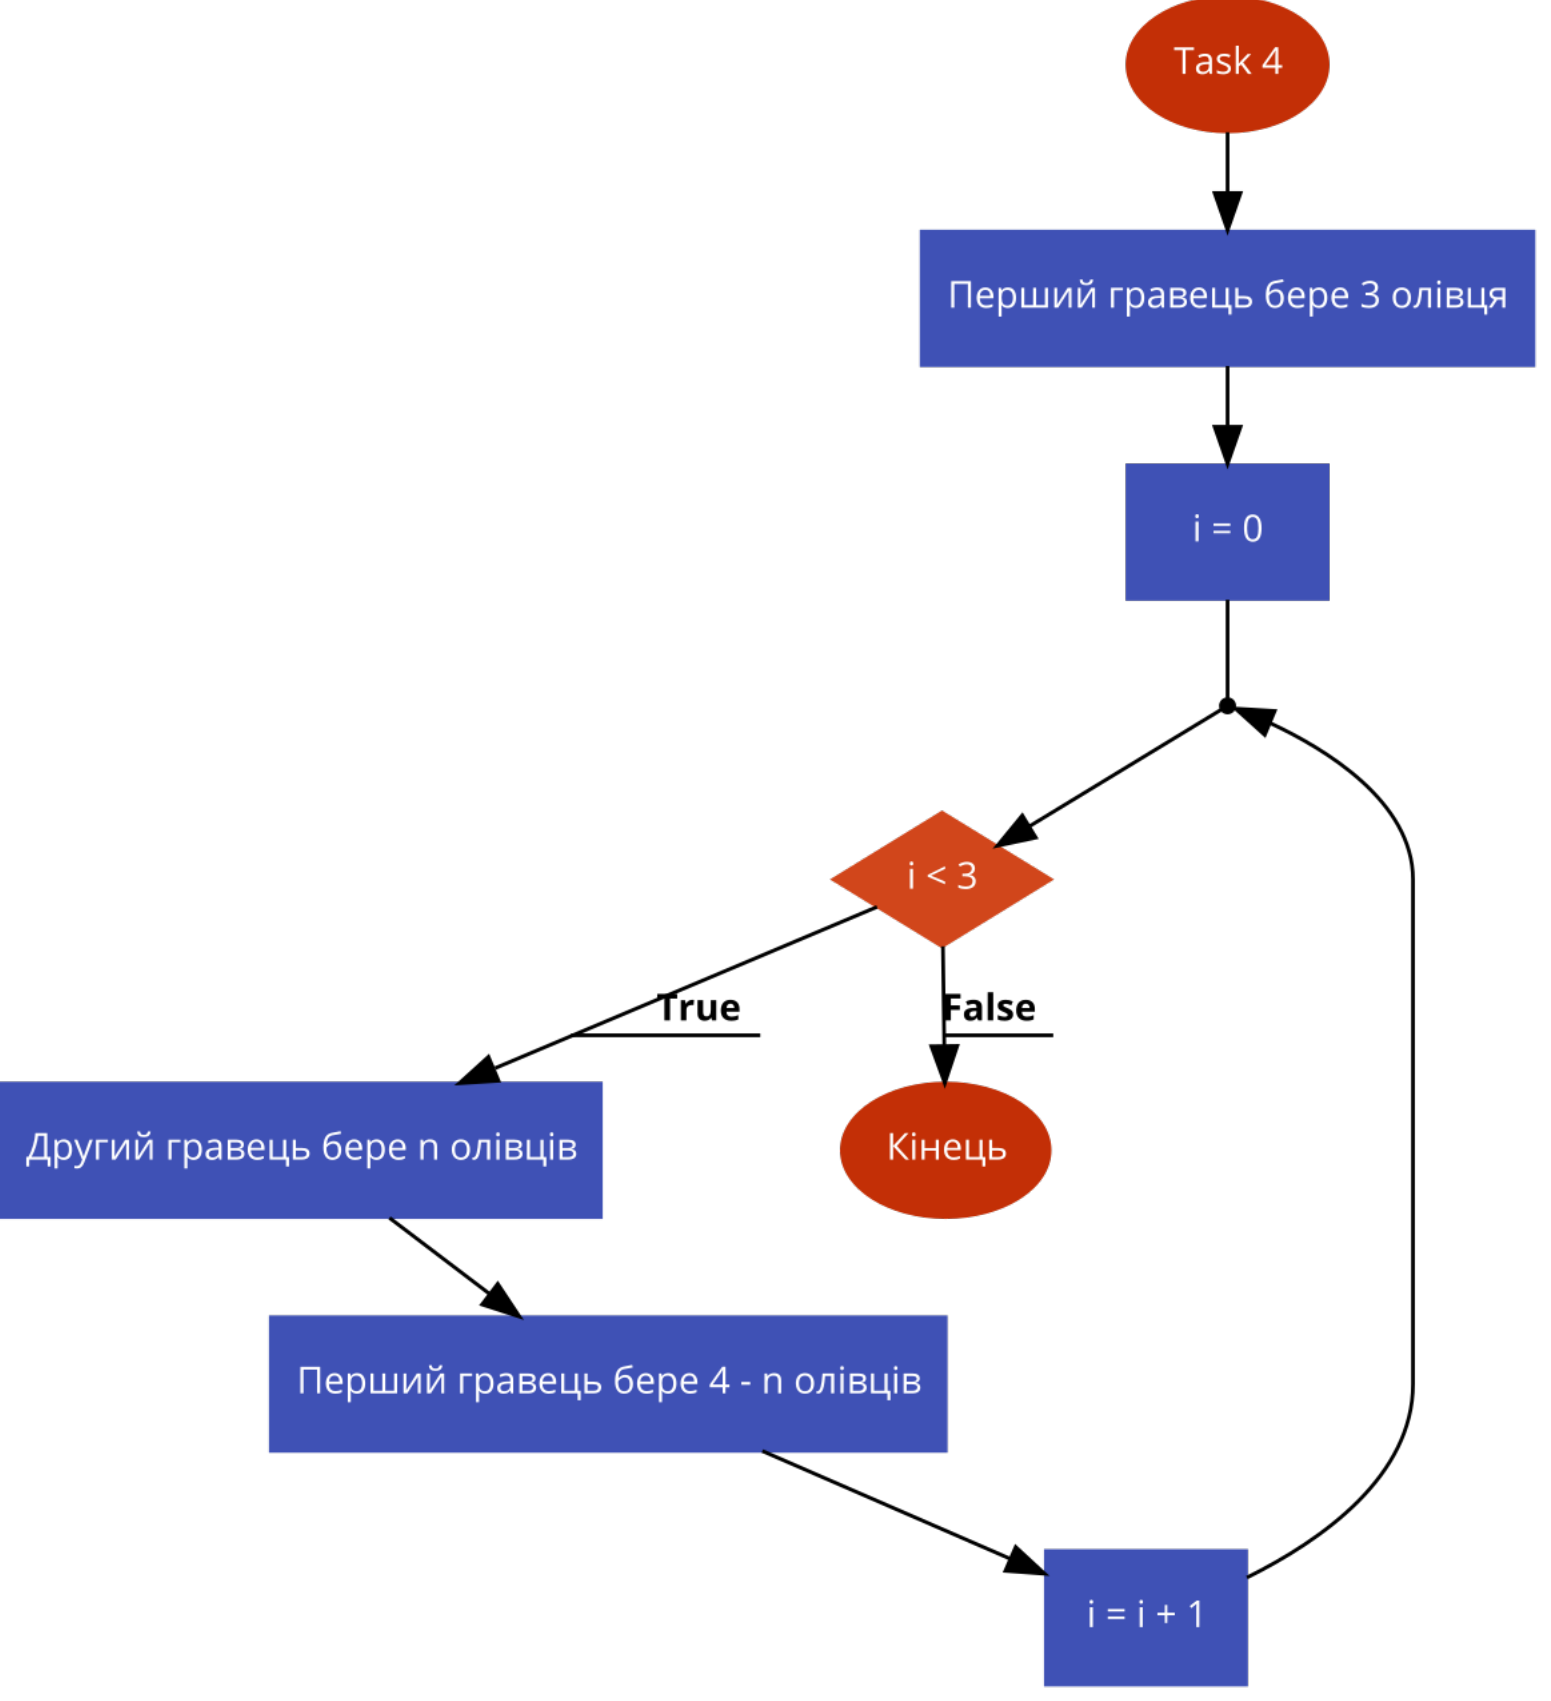 Task 4
Перший гравець бере 3 олівця
i = 0
i < 3
True
False
Другий гравець бере n олівців
Кінець
Перший гравець бере 4 - n олівців
i = i + 1